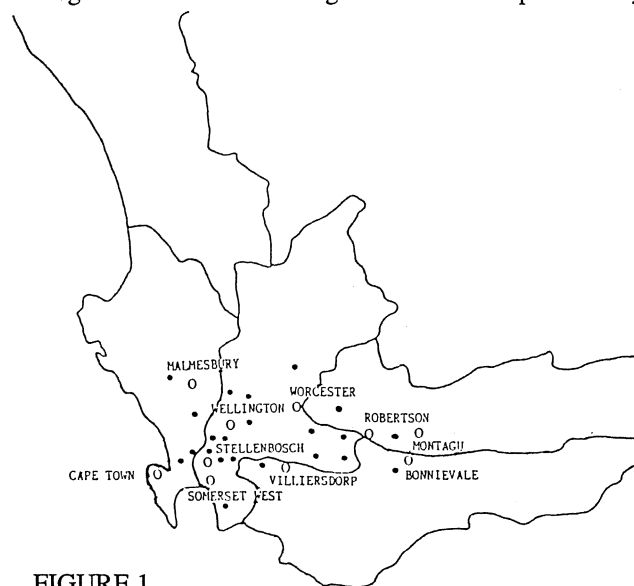 MALMESBURY
WORCESTER
WELLINGTON
ROBERTSON
STELLENBOSCH
MONTAGU
CAPE TOWN
VILLIERSDORP
BONNIEVALE
SOMERSET WEST
FIGURE 1